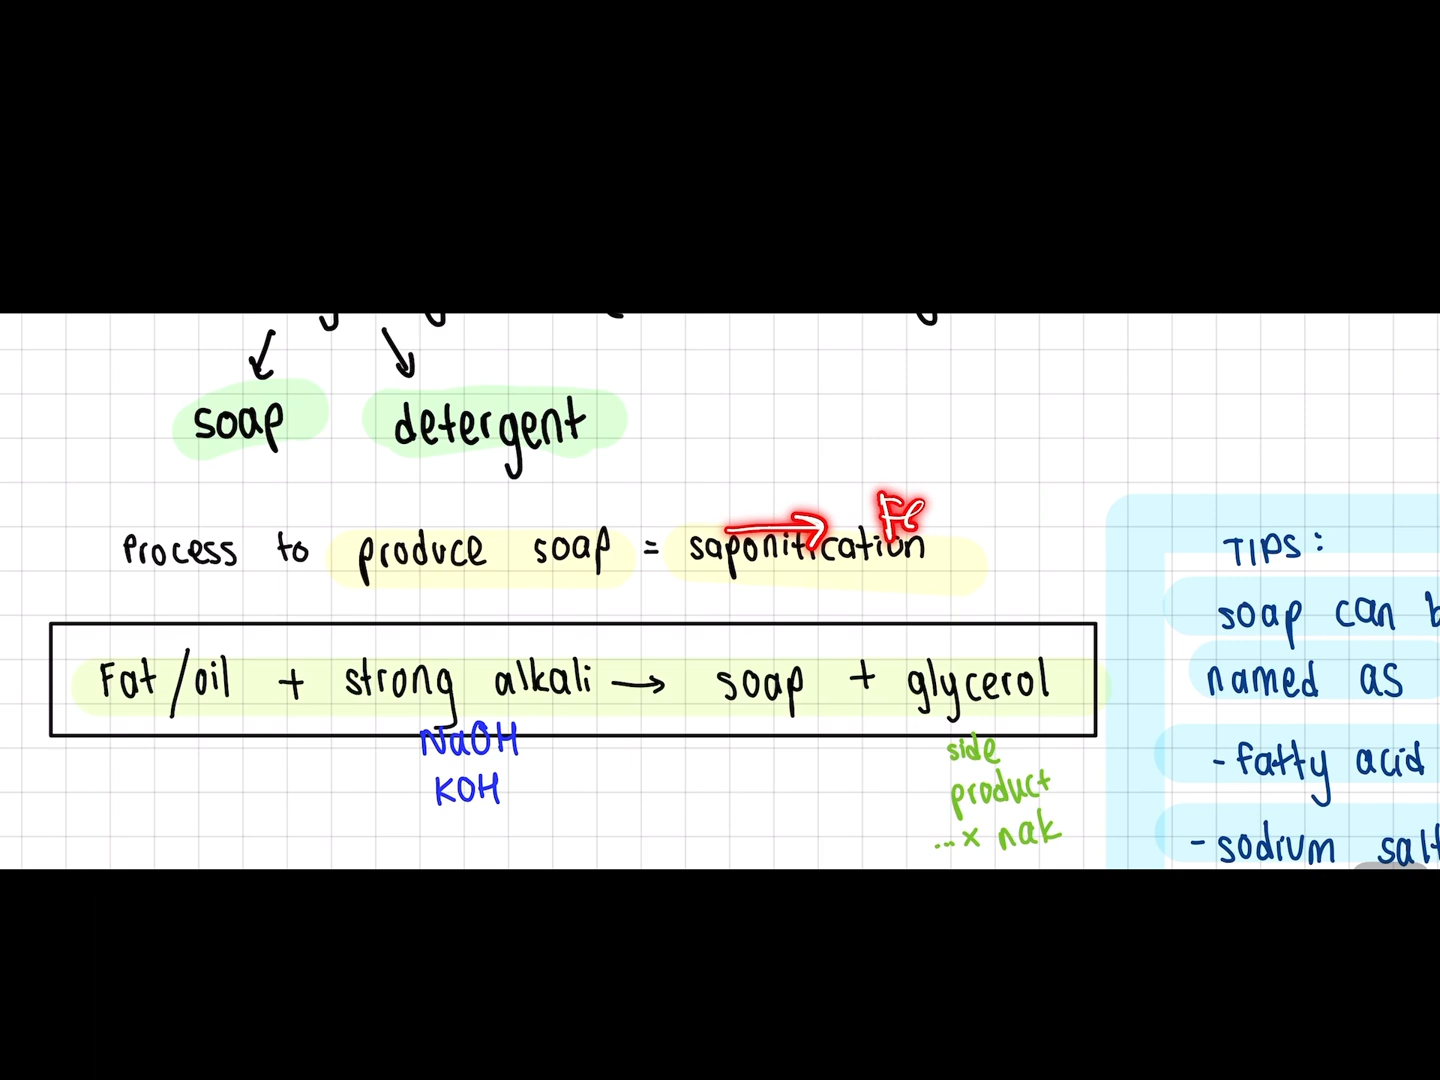 soap detergent
Fe
Process to produce soap = saponification
Fat/oil + strong alkali → soap + glycerol
NaOH
KOH
side
product
...x nak
TIPS:
soap can
named as
- fatty acid
- sodium salt